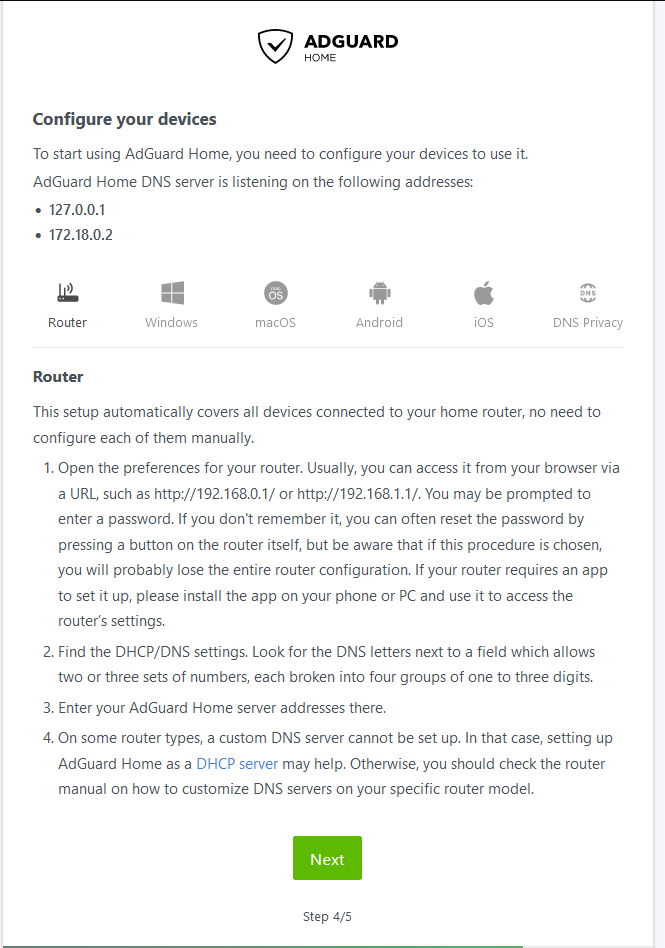 ADGUARD
HOME
Configure your devices
To start using AdGuard Home, you need to configure your devices to use it.
AdGuard Home DNS server is listening on the following addresses:
• 127.0.0.1
• 172.18.0.2
mac OS DNS
Router Windows macOS Android iOS DNS Privacy
Router
This setup automatically covers all devices connected to your home router, no need to
configure each of them manually.
1. Open the preferences for your router. Usually, you can access it from your browser via
a URL, such as http://192.168.0.1/ or http://192.168.1.1/. You may be prompted to
enter a password. If you don't remember it, you can often reset the password by
pressing a button on the router itself, but be aware that if this procedure is chosen,
you will probably lose the entire router configuration. If your router requires an app
to set it up, please install the app on your phone or PC and use it to access the
router's settings.
2. Find the DHCP/DNS settings. Look for the DNS letters next to a field which allows
two or three sets of numbers, each broken into four groups of one to three digits.
3. Enter your AdGuard Home server addresses there.
4. On some router types, a custom DNS server cannot be set up. In that case, setting up
AdGuard Home as a DHCP server may help. Otherwise, you should check the router
manual on how to customize DNS servers on your specific router model.
Next
Step 4/5